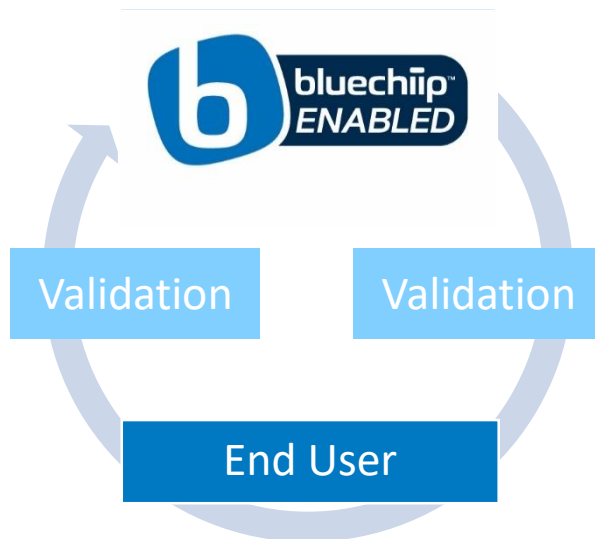 b
bluechiip™
ENABLED
Validation
Validation
End User